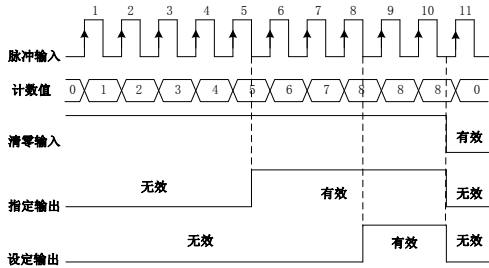 1 2 3 4 5 6 7 8 9 10 11
脉冲输入
计数值 0 1 2 3 4 5 6 7 8 8 8 0
清零输入 有效
指定输出 无效 有效 无效
设定输出 无效 有效 无效